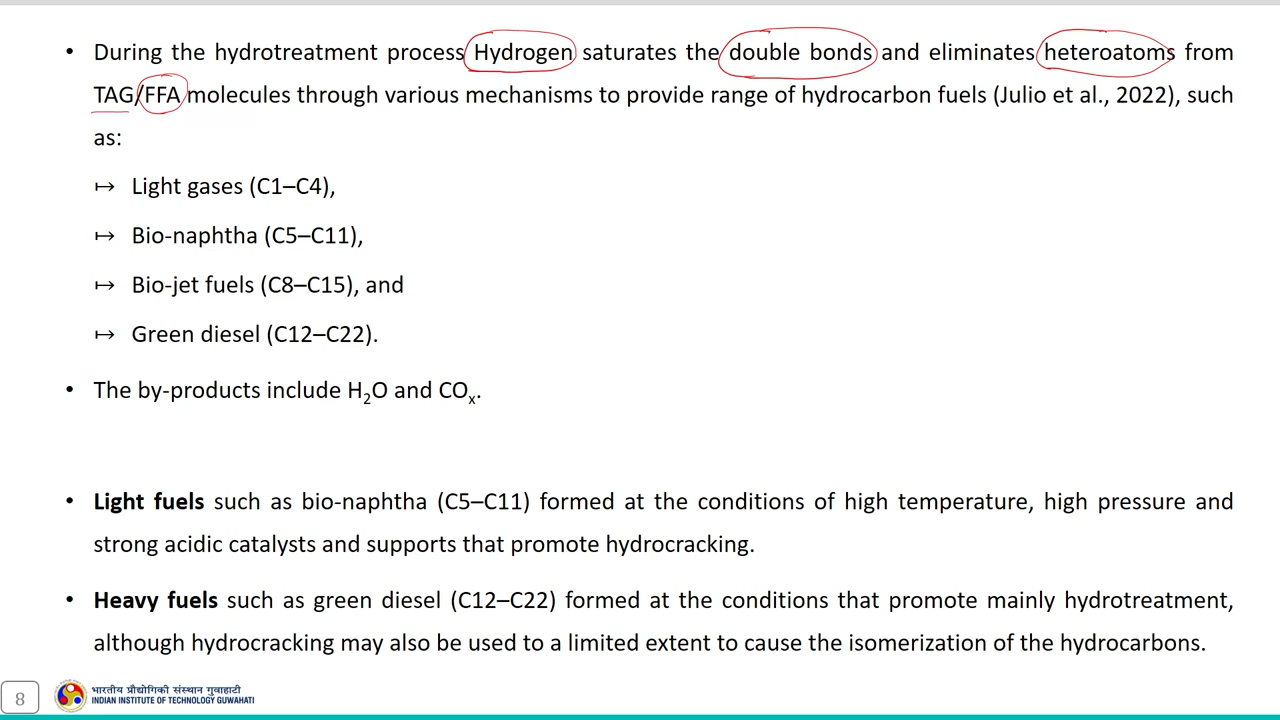 • During the hydrotreatment process Hydrogen saturates the double bonds and eliminates heteroatoms from
TAG/FFA molecules through various mechanisms to provide range of hydrocarbon fuels (Julio et al., 2022), such
as:
↦ Light gases (C1–C4),
↦ Bio-naphtha (C5–C11),
↦ Bio-jet fuels (C8–C15), and
↦ Green diesel (C12–C22).
• The by-products include H₂O and COₓ.
• Light fuels such as bio-naphtha (C5–C11) formed at the conditions of high temperature, high pressure and
strong acidic catalysts and supports that promote hydrocracking.
• Heavy fuels such as green diesel (C12–C22) formed at the conditions that promote mainly hydrotreatment,
although hydrocracking may also be used to a limited extent to cause the isomerization of the hydrocarbons.
8
भारतीय प्रौद्योगिकी संस्थान गुवाहाटी
INDIAN INSTITUTE OF TECHNOLOGY GUWAHATI